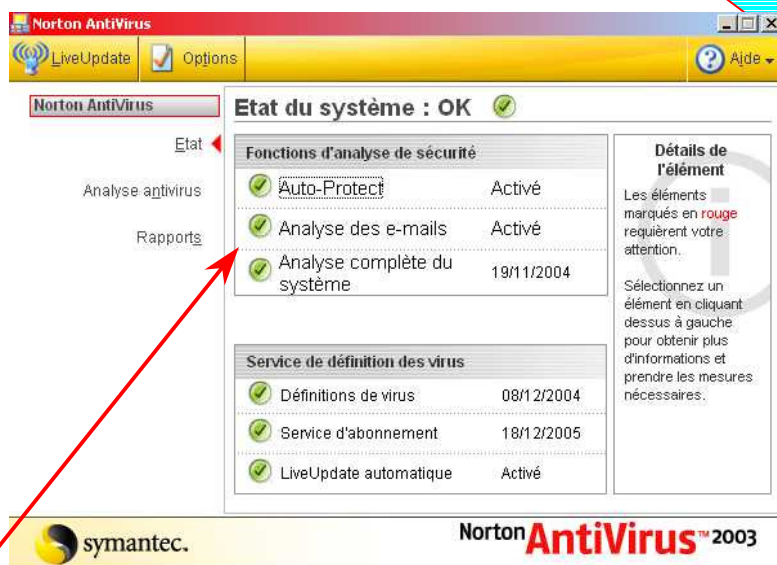 Norton AntiVirus
LiveUpdate Options Aide
Norton AntiVirus
Etat
Analyse antivirus
Rapports
Etat du système : OK
Fonctions d'analyse de sécurité
Auto-Protect Activé
Analyse des e-mails Activé
Analyse complète du système 19/11/2004
Service de définition des virus
Définitions de virus 08/12/2004
Service d'abonnement 18/12/2005
LiveUpdate automatique Activé
Détails de
l'élément
Les éléments
marqués en rouge
requièrent votre
attention.
Sélectionnez un
élément en cliquant
dessus à gauche
pour obtenir plus
d'informations et
prendre les mesures
nécessaires.
symantec.
Norton AntiVirus™ 2003